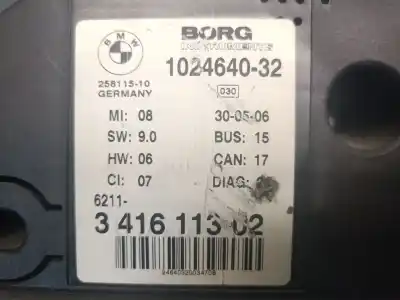 BMW
BORG
INSTRUMENTS
258115-10
GERMANY
1024640-32
030
MI: 08
30-05-06
SW: 9.0
BUS: 15
HW: 06
CAN: 17
CI: 07
DIAG:
6211-
3 416 113 02